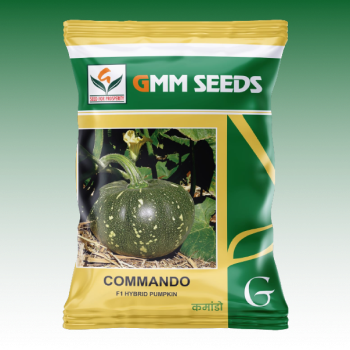 GMM SEEDS
COMMANDO
F1 HYBRID PUMPKIN
कमांडो
G